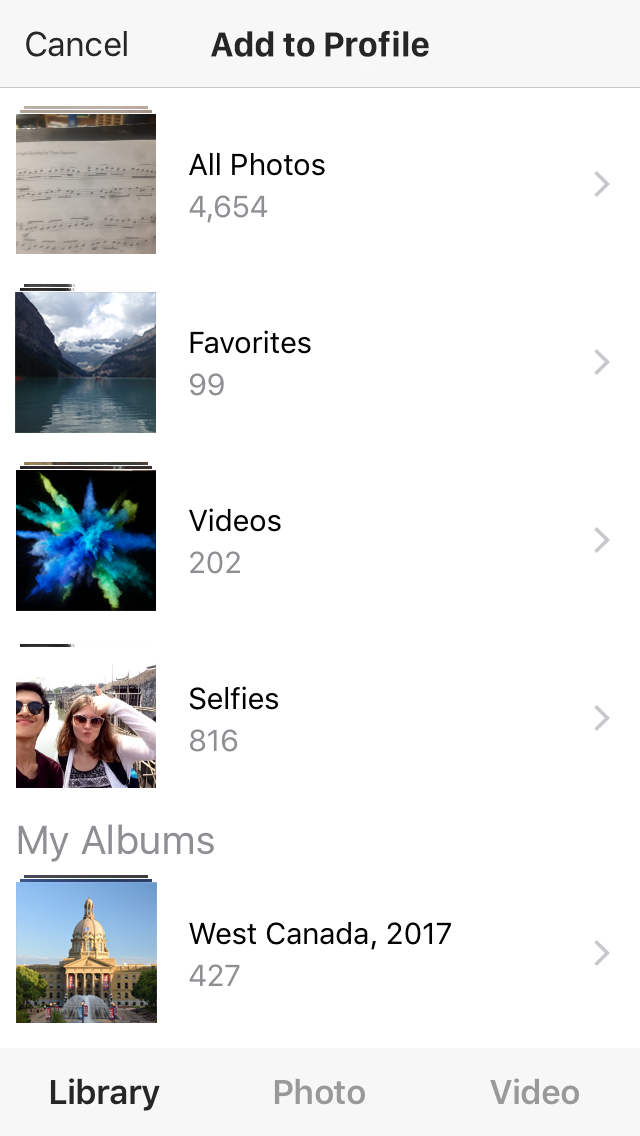 Cancel
Add to Profile
All Photos
4,654
Favorites
99
Videos
202
Selfies
816
My Albums
West Canada, 2017
427
Library
Photo
Video